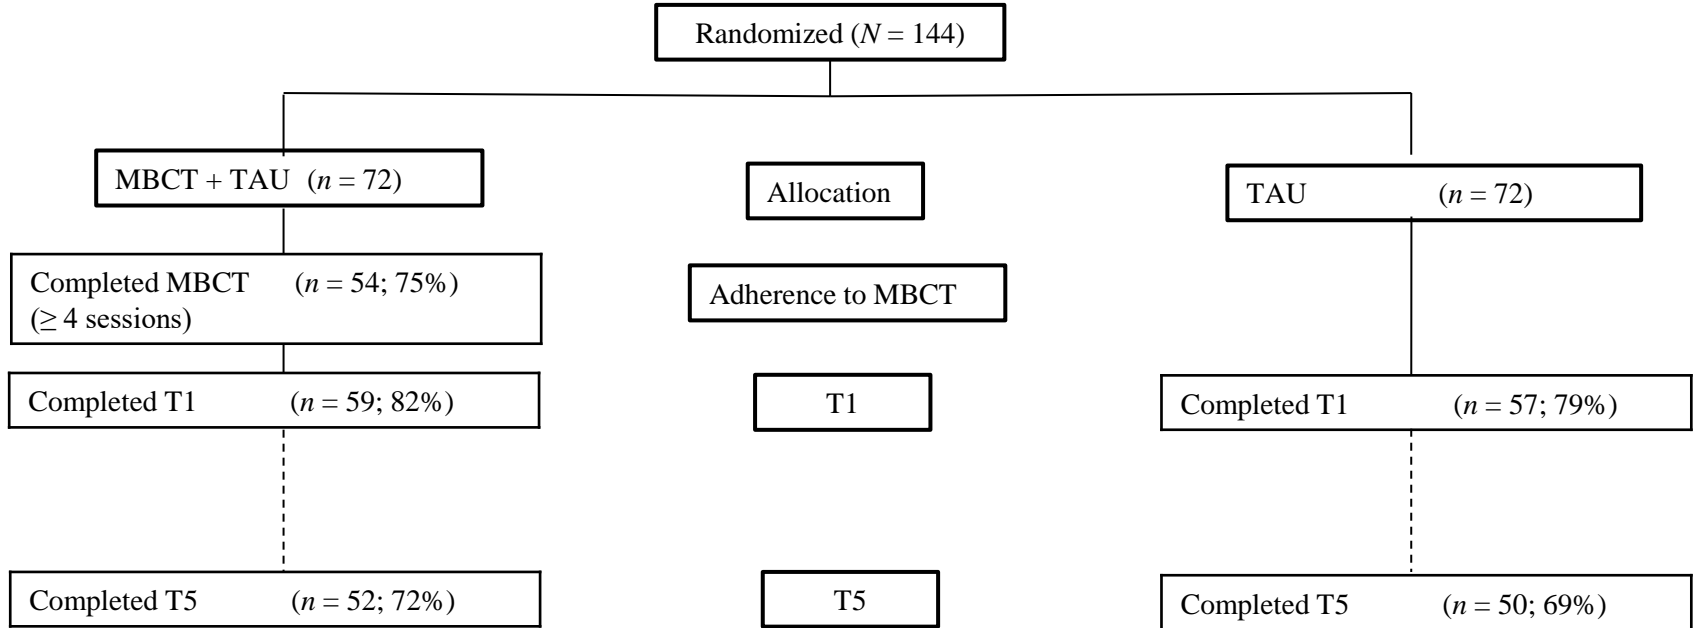 Randomized (N = 144)
MBCT + TAU (n = 72)
Allocation
TAU (n = 72)
Completed MBCT (n = 54; 75%)
(≥ 4 sessions)
Adherence to MBCT
Completed T1 (n = 59; 82%)
T1
Completed T1 (n = 57; 79%)
Completed T5 (n = 52; 72%)
T5
Completed T5 (n = 50; 69%)